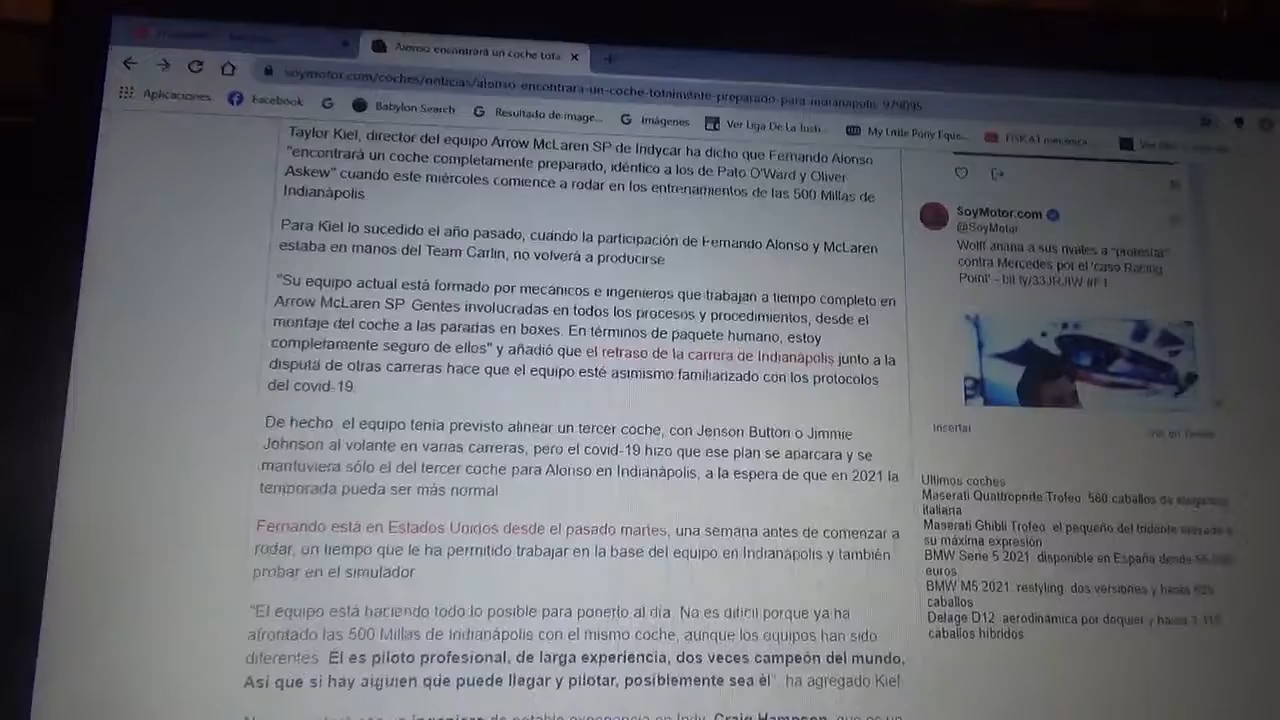 Alonso encontrará un coche tota
soymotor.com/coches/noticias/alonso-encontrara-un-coche-totalmente-preparado-para-indianapolis-979095
Aplicaciones
Facebook
Babylon Search
Resultado de image...
Imágenes
Ver Liga De La Justi...
My Little Pony Eque...
Taylor Kiel, director del equipo Arrow McLaren SP de Indycar ha dicho que Fernando Alonso
"encontrará un coche completamente preparado, idéntico a los de Pato O'Ward y Oliver
Askew" cuando este miércoles comience a rodar en los entrenamientos de las 500 Millas de
Indianápolis
Para Kiel lo sucedido el año pasado, cuando la participación de Fernando Alonso y McLaren
estaba en manos del Team Carlin, no volverá a producirse
"Su equipo actual está formado por mecánicos e ingenieros que trabajan a tiempo completo en
Arrow McLaren SP. Gentes involucradas en todos los procesos y procedimientos, desde el
montaje del coche a las paradas en boxes. En términos de paquete humano, estoy
completamente seguro de ellos" y añadió que el retraso de la carrera de Indianápolis junto a la
disputa de otras carreras hace que el equipo esté asimismo familiarizado con los protocolos
del covid-19.
De hecho, el equipo tenía previsto alinear un tercer coche, con Jenson Button o Jimmie
Johnson al volante en varias carreras, pero el covid-19 hizo que ese plan se aparcara y se
mantuviera sólo el del tercer coche para Alonso en Indianápolis, a la espera de que en 2021 la
temporada pueda ser más normal
Fernando está en Estados Unidos desde el pasado martes, una semana antes de comenzar a
rodar, un tiempo que le ha permitido trabajar en la base del equipo en Indianápolis y también
probar en el simulador
"El equipo está haciendo todo lo posible para ponerlo al día. No es difícil porque ya ha
afrontado las 500 Millas de Indianápolis con el mismo coche, aunque los equipos han sido
diferentes. Él es piloto profesional, de larga experiencia, dos veces campeón del mundo.
Así que si hay alguien que puede llegar y pilotar, posiblemente sea él", ha agregado Kiel
SoyMotor.com
@SoyMotor
Wolff anima a sus rivales a "protestar"
contra Mercedes por el 'caso Racing
Point' - bit.ly/33JRJIW #F1
Insertar
Ver en Twitter
Últimos coches
Maserati Quattroporte Trofeo: 580 caballos de elegancia
italiana
Maserati Ghibli Trofeo: el pequeño del tridente
su máxima expresión
BMW Serie 5 2021: disponible en España desde
euros
BMW M5 2021: restyling, dos versiones y hasta 625
caballos
Delage D12: aerodinámica por doquier y hasta 1.115
caballos híbridos